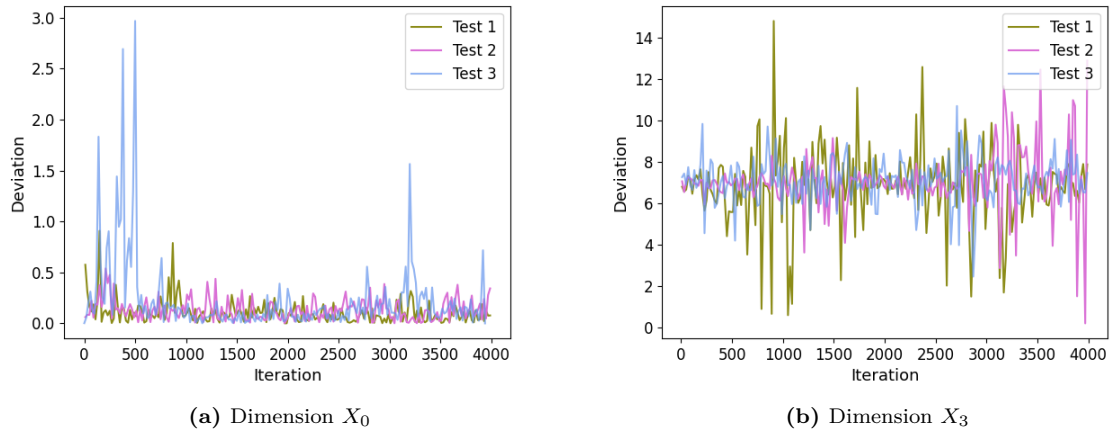 3.0
2.5
2.0
1.5
1.0
0.5
0.0
Deviation
Test 1
Test 2
Test 3
0 500 1000 1500 2000 2500 3000 3500 4000
Iteration
(a) Dimension X₀
14
12
10
8
6
4
2
0
Deviation
Test 1
Test 2
Test 3
0 500 1000 1500 2000 2500 3000 3500 4000
Iteration
(b) Dimension X₃